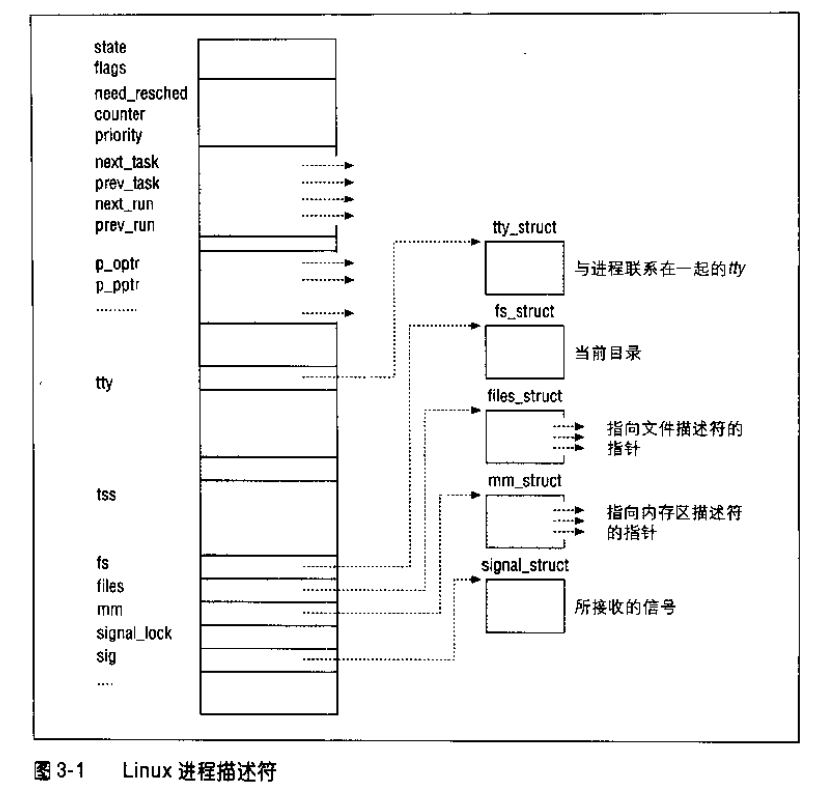 state
flags
need_resched
counter
priority
next_task
prev_task
next_run
prev_run
p_optr
p_pptr
.........
tty
tss
fs
files
mm
signal_lock
sig
....
tty_struct
与进程联系在一起的tty
fs_struct
当前目录
files_struct
指向文件描述符的
指针
mm_struct
指向内存区描述符
的指针
signal_struct
所接收的信号
图 3-1 Linux 进程描述符